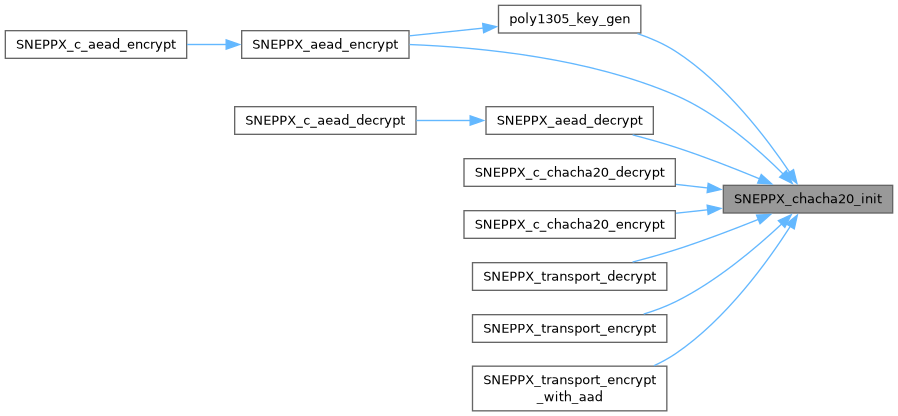 poly1305_key_gen
SNEPPX_c_aead_encrypt
SNEPPX_aead_encrypt
SNEPPX_c_aead_decrypt
SNEPPX_aead_decrypt
SNEPPX_c_chacha20_decrypt
SNEPPX_chacha20_init
SNEPPX_c_chacha20_encrypt
SNEPPX_transport_decrypt
SNEPPX_transport_encrypt
SNEPPX_transport_encrypt
_with_aad